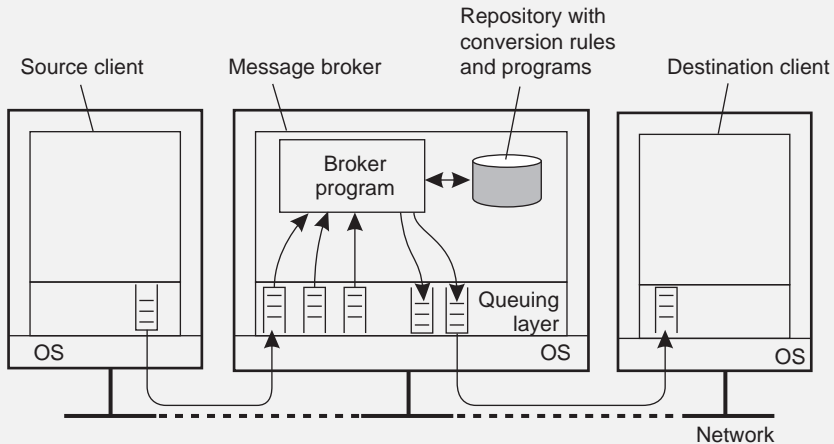 Source client
Message broker
Repository with
conversion rules
and programs
Destination client
Broker
program
Queuing
layer
OS
OS
OS
Network